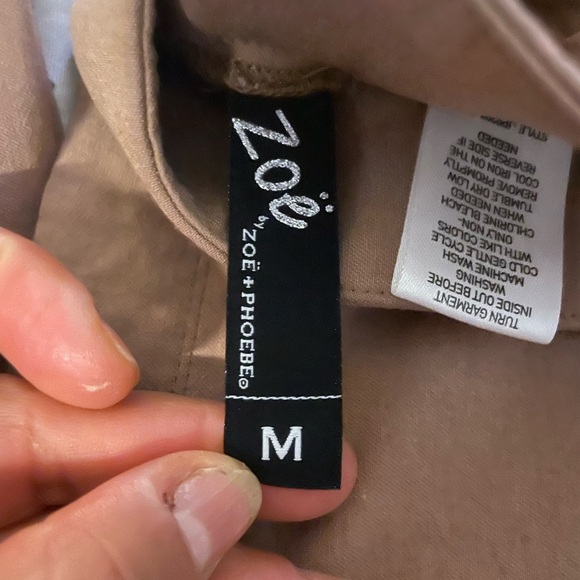 Zoë
by
ZOË + PHOEBE
M
TURN GARMENT
INSIDE OUT BEFORE
WASHING
MACHINE WASH
COLD GENTLE CYCLE
WITH LIKE COLORS
ONLY NON-
CHLORINE BLEACH
WHEN NEEDED
TUMBLE DRY LOW
REMOVE PROMPTLY
COOL IRON ON THE
REVERSE SIDE IF
NEEDED
STYLE: